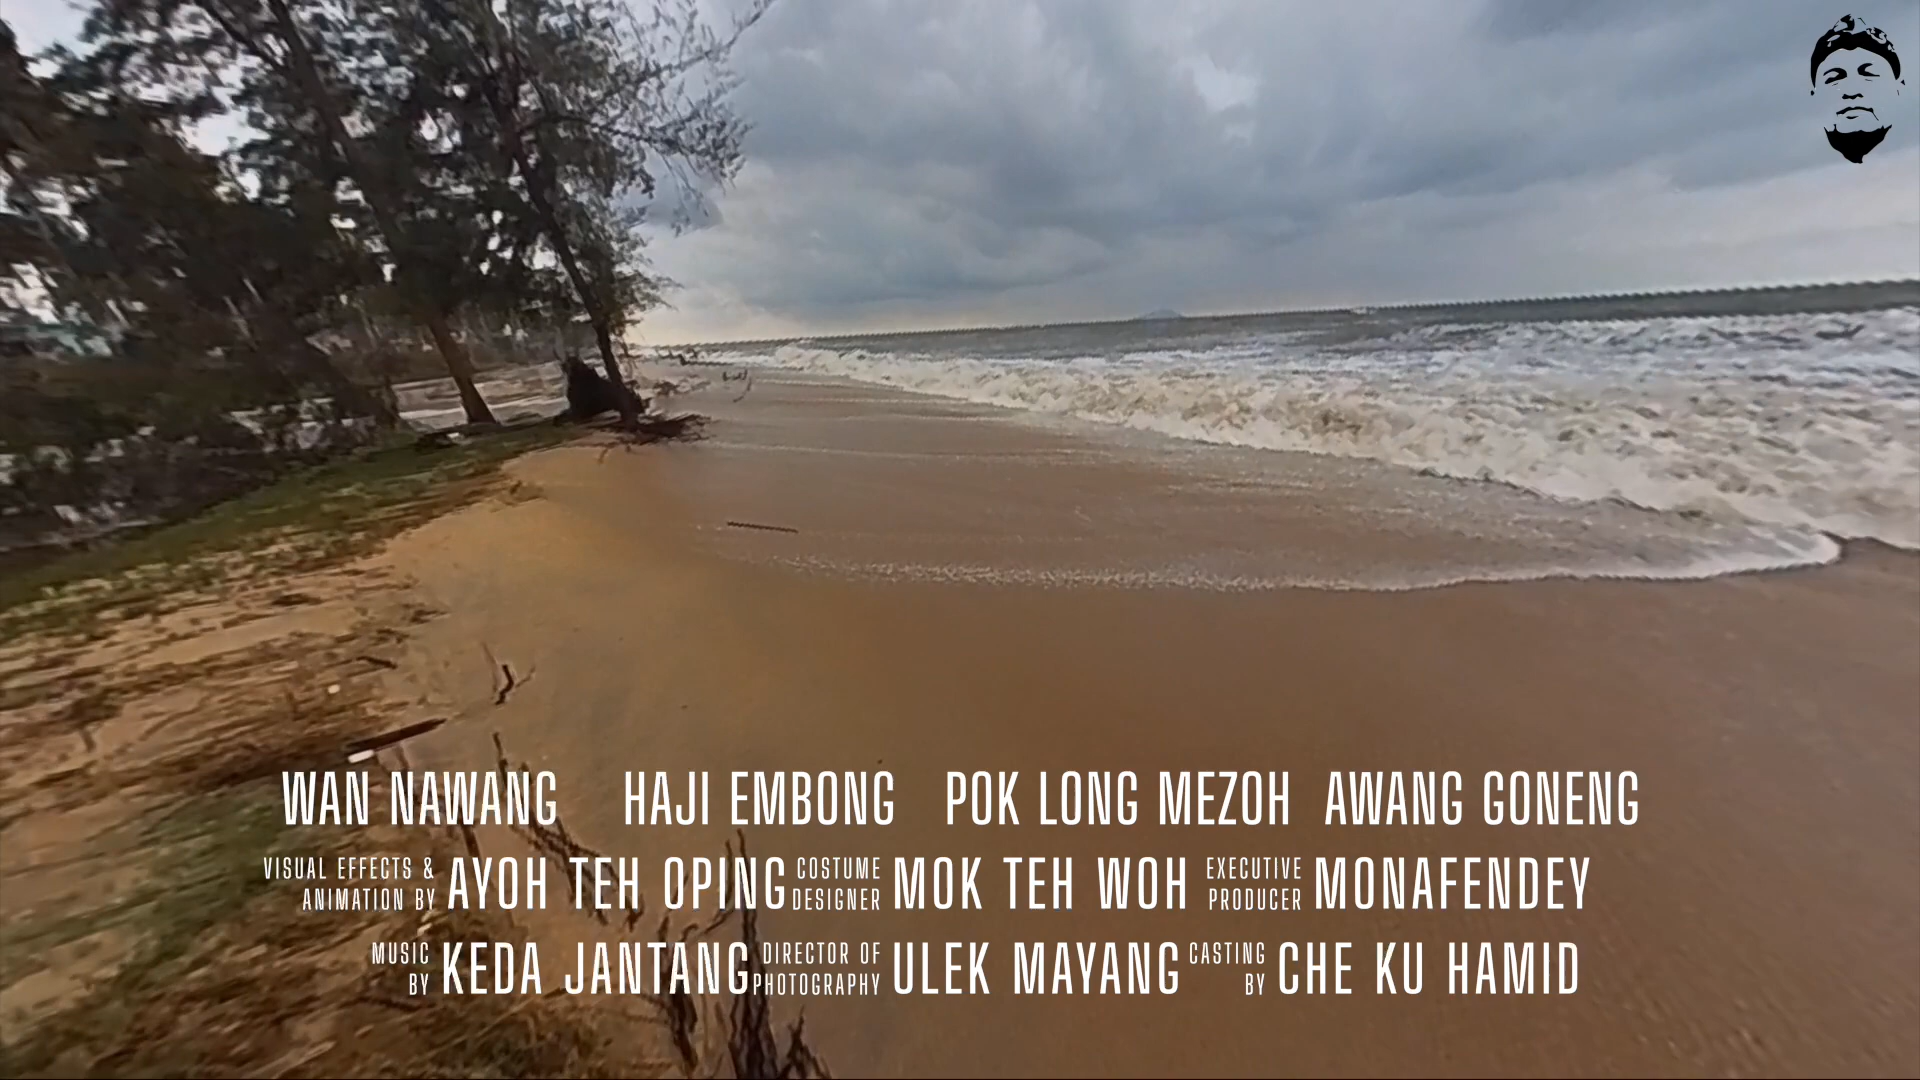 WAN NAWANG HAJI EMBONG POK LONG MEZOH AWANG GONENG
VISUAL EFFECTS & ANIMATION BY AYOH TEH OPING COSTUME DESIGNER MOK TEH WOH EXECUTIVE PRODUCER MONAFENDEY
MUSIC BY KEDA JANTANG DIRECTOR OF PHOTOGRAPHY ULEK MAYANG CASTING BY CHE KU HAMID